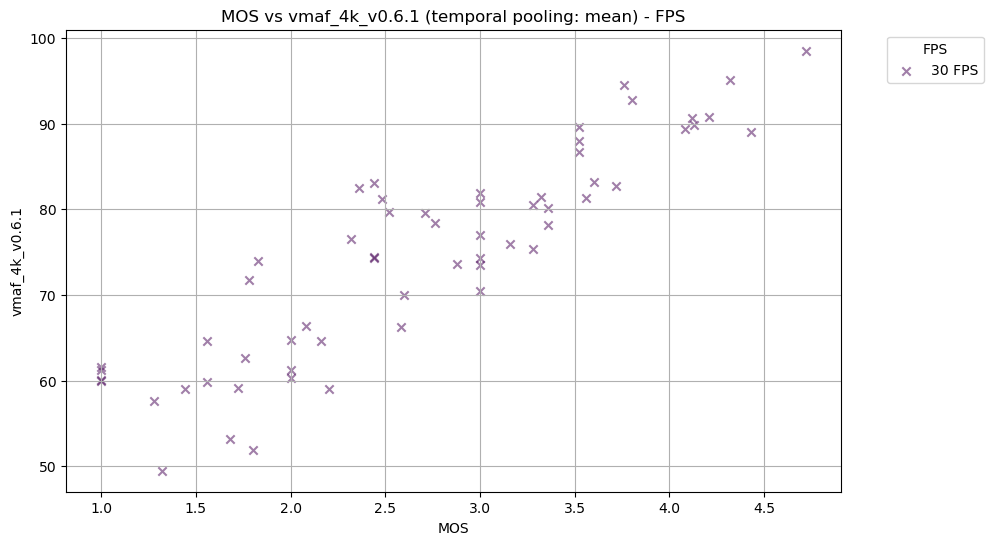 MOS vs vmaf_4k_v0.6.1 (temporal pooling: mean) - FPS
FPS
30 FPS
vmaf_4k_v0.6.1
100
90
80
70
60
50
1.0 1.5 2.0 2.5 3.0 3.5 4.0 4.5
MOS